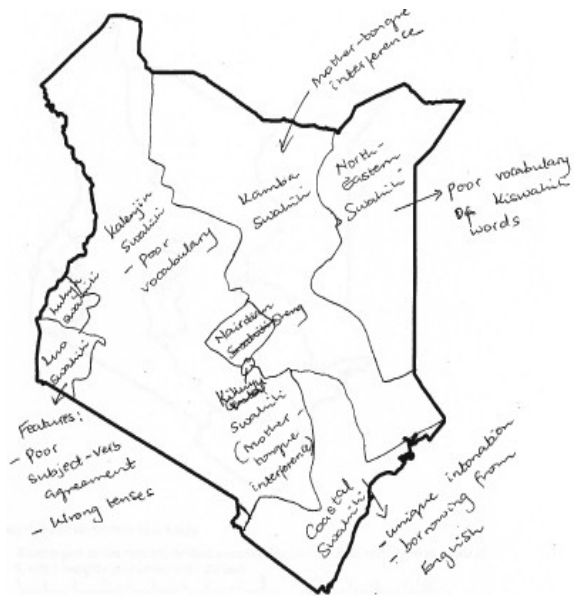 Mother-tongue
interference
North-
Eastern
Swahili
Poor vocabulary
of Kiswahili
words
Kamba
Swahili
Kalenjin
Swahili
- Poor
vocabulary
Luhya
Swahili
Luo
Swahili
Features:
- Poor
subject-verb
agreement
- Wrong tenses
Nairobi
Sheng
Kikuyu
Swahili
(Mother-
tongue
interference)
Coastal
Swahili
- unique intonation
- borrowing from
English